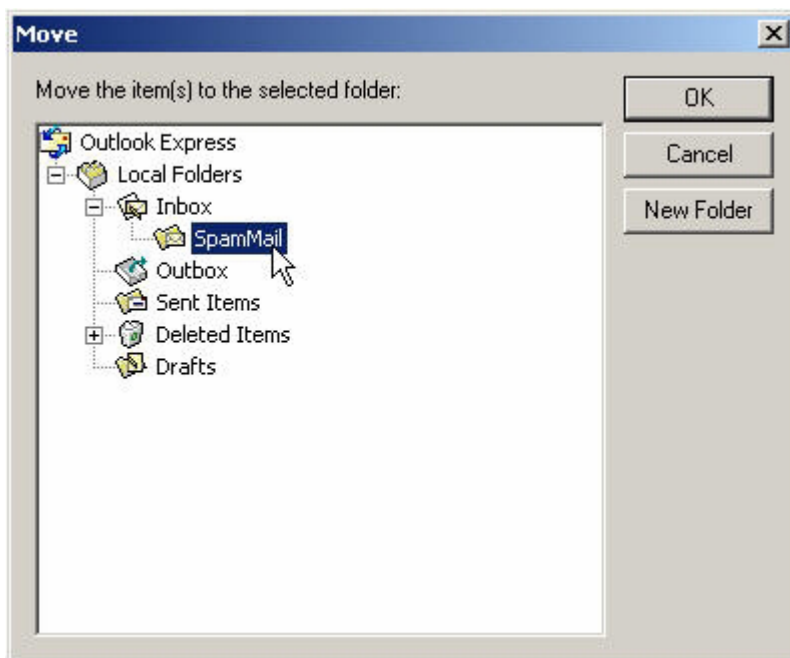 Move
Move the item(s) to the selected folder:
OK
Outlook Express
Cancel
Local Folders
Inbox
New Folder
SpamMail
Outbox
Sent Items
Deleted Items
Drafts